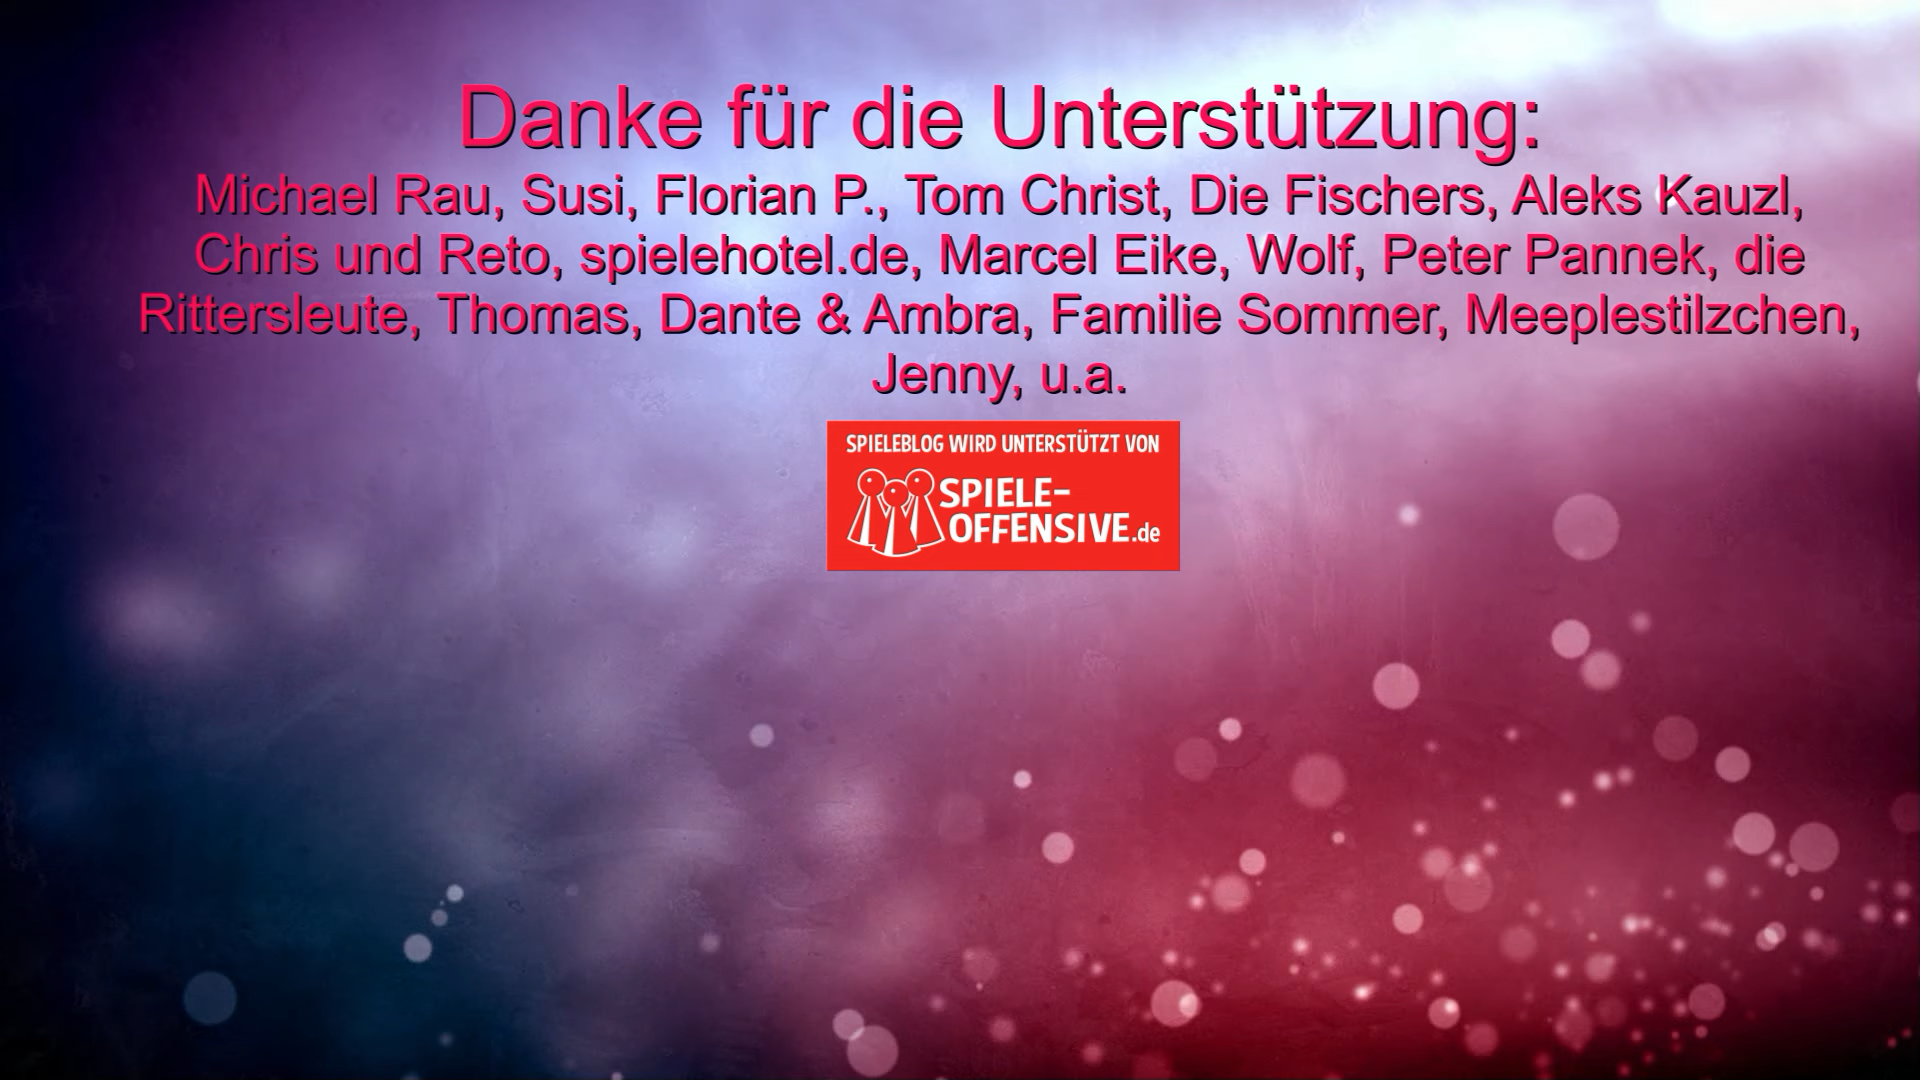 Danke für die Unterstützung:
Michael Rau, Susi, Florian P., Tom Christ, Die Fischers, Aleks Kauzl,
Chris und Reto, spielehotel.de, Marcel Eike, Wolf, Peter Pannek, die
Rittersleute, Thomas, Dante & Ambra, Familie Sommer, Meeplestilzchen,
Jenny, u.a.
SPIELEBLOG WIRD UNTERSTÜTZT VON
SPIELE-
OFFENSIVE.de